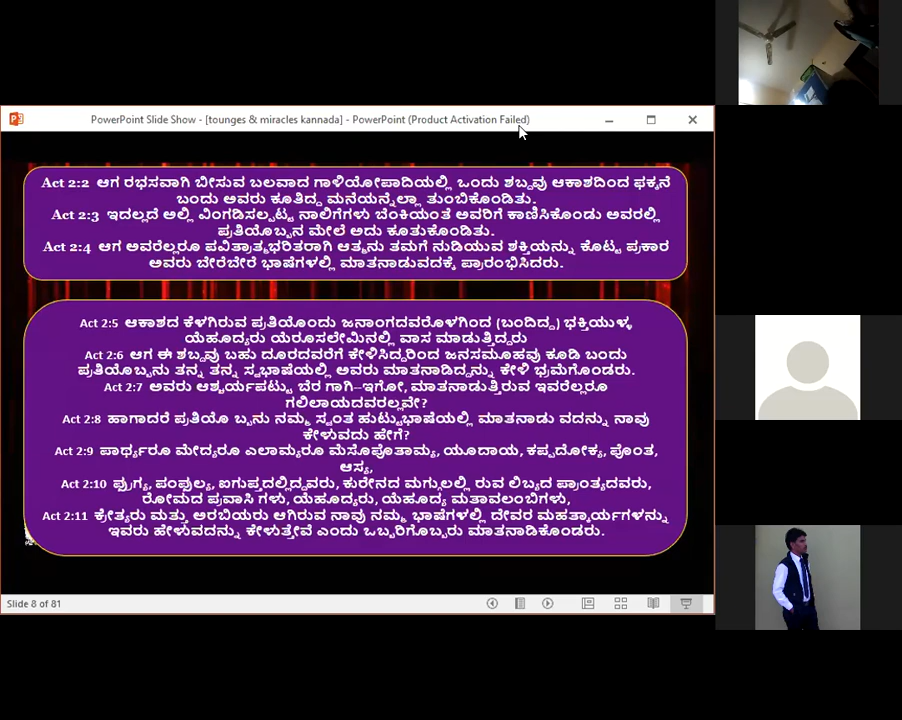 PowerPoint Slide Show - [tounges & miracles kannada] - PowerPoint (Product Activation Failed)
Act 2:2 ಆಗ ರಭಸವಾಗಿ ಬೀಸುವ ಬಲವಾದ ಗಾಳಿಯೋಪಾದಿಯಲ್ಲಿ ಒಂದು ಶಬ್ದವು ಆಕಾಶದಿಂದ ಫಕ್ಕನೆ
ಬಂದು ಅವರು ಕೂತಿದ್ದ ಮನೆಯನ್ನೆಲ್ಲಾ ತುಂಬಿಕೊಂಡಿತು.
Act 2:3 ಇದಲ್ಲದೆ ಅಲ್ಲಿ ವಿಂಗಡಿಸಲ್ಪಟ್ಟ ನಾಲಿಗೆಗಳು ಬೆಂಕಿಯಂತೆ ಅವರಿಗೆ ಕಾಣಿಸಿಕೊಂಡು ಅವರಲ್ಲಿ
ಪ್ರತಿಯೊಬ್ಬನ ಮೇಲೆ ಅದು ಕೂತುಕೊಂಡಿತು.
Act 2:4 ಆಗ ಅವರೆಲ್ಲರೂ ಪವಿತ್ರಾತ್ಮಭರಿತರಾಗಿ ಆತ್ಮನು ತಮಗೆ ನುಡಿಯುವ ಶಕ್ತಿಯನ್ನು ಕೊಟ್ಟ ಪ್ರಕಾರ
ಅವರು ಬೇರೆಬೇರೆ ಭಾಷೆಗಳಲ್ಲಿ ಮಾತನಾಡುವದಕ್ಕೆ ಪ್ರಾರಂಭಿಸಿದರು.
Act 2:5 ಆಕಾಶದ ಕೆಳಗಿರುವ ಪ್ರತಿಯೊಂದು ಜನಾಂಗದವರೊಳಗಿಂದ (ಬಂದಿದ್ದ) ಭಕ್ತಿಯುಳ್ಳ
ಯೆಹೂದ್ಯರು ಯೆರೂಸಲೇಮಿನಲ್ಲಿ ವಾಸ ಮಾಡುತ್ತಿದ್ದರು
Act 2:6 ಆಗ ಈ ಶಬ್ದವು ಬಹು ದೂರದವರೆಗೆ ಕೇಳಿಸಿದ್ದರಿಂದ ಜನಸಮೂಹವು ಕೂಡಿ ಬಂದು
ಪ್ರತಿಯೊಬ್ಬನು ತನ್ನ ತನ್ನ ಸ್ವಭಾಷೆಯಲ್ಲಿ ಅವರು ಮಾತನಾಡಿದ್ದನ್ನು ಕೇಳಿ ಭ್ರಮೆಗೊಂಡರು.
Act 2:7 ಅವರು ಆಶ್ಚರ್ಯಪಟ್ಟು ಬೆರ ಗಾಗಿ--ಇಗೋ, ಮಾತನಾಡುತ್ತಿರುವ ಇವರೆಲ್ಲರೂ
ಗಲಿಲಾಯದವರಲ್ಲವೇ?
Act 2:8 ಹಾಗಾದರೆ ಪ್ರತಿಯೊ ಬ್ಬನು ನಮ್ಮ ಸ್ವಂತ ಹುಟ್ಟುಭಾಷೆಯಲ್ಲಿ ಮಾತನಾಡು ವದನ್ನು ನಾವು
ಕೇಳುವದು ಹೇಗೆ?
Act 2:9 ಪಾರ್ಥ್ಯರೂ ಮೇದ್ಯರೂ ಎಲಾಮ್ಯರೂ ಮೆಸೊಪೊತಾಮ್ಯ, ಯೂದಾಯ, ಕಪ್ಪದೋಕ್ಯ, ಪೊಂತ,
ಆಸ್ಯ,
Act 2:10 ಫ್ರುಗ್ಯ, ಪಂಫುಲ್ಯ, ಐಗುಪ್ತದಲ್ಲಿದ್ದವರು, ಕುರೇನದ ಮಗ್ಗುಲಲ್ಲಿ ರುವ ಲಿಬ್ಯದ ಪ್ರಾಂತ್ಯದವರು,
ರೋಮದ ಪ್ರವಾಸಿ ಗಳು, ಯೆಹೂದ್ಯರು, ಯೆಹೂದ್ಯ ಮತಾವಲಂಬಿಗಳು,
Act 2:11 ಕ್ರೇತ್ಯರು ಮತ್ತು ಅರಬಿಯರು ಆಗಿರುವ ನಾವು ನಮ್ಮ ಭಾಷೆಗಳಲ್ಲಿ ದೇವರ ಮಹತ್ಕಾರ್ಯಗಳನ್ನು
ಇವರು ಹೇಳುವದನ್ನು ಕೇಳುತ್ತೇವೆ ಎಂದು ಒಬ್ಬರಿಗೊಬ್ಬರು ಮಾತನಾಡಿಕೊಂಡರು.
Slide 8 of 81